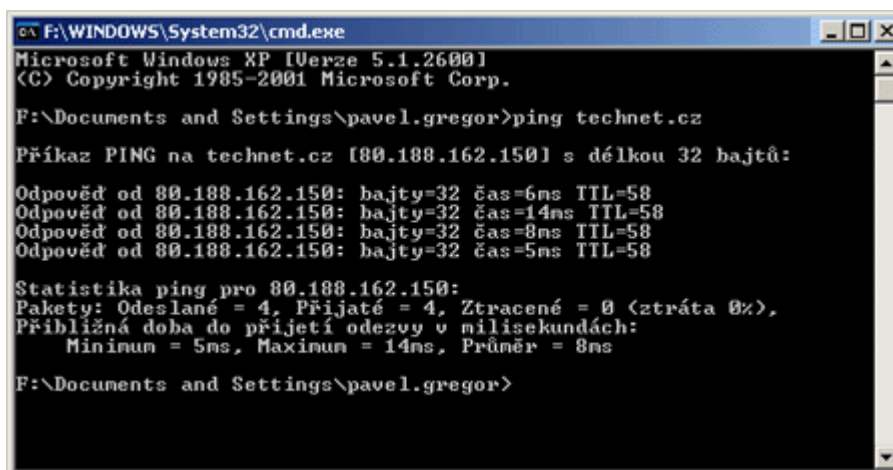 F:\WINDOWS\System32\cmd.exe
Microsoft Windows XP [Verze 5.1.2600]
(C) Copyright 1985-2001 Microsoft Corp.
F:\Documents and Settings\pavel.gregor>ping technet.cz
Příkaz PING na technet.cz [80.188.162.150] s délkou 32 bajtů:
Odpověď od 80.188.162.150: bajty=32 čas=6ms TTL=58
Odpověď od 80.188.162.150: bajty=32 čas=14ms TTL=58
Odpověď od 80.188.162.150: bajty=32 čas=8ms TTL=58
Odpověď od 80.188.162.150: bajty=32 čas=5ms TTL=58
Statistika ping pro 80.188.162.150:
Pakety: Odeslané = 4, Přijaté = 4, Ztracené = 0 (ztráta 0%),
Přibližná doba do přijetí odezvy v milisekundách:
Minimum = 5ms, Maximum = 14ms, Průměr = 8ms
F:\Documents and Settings\pavel.gregor>